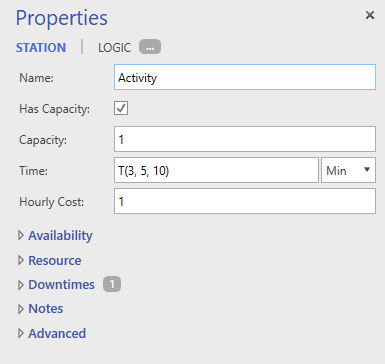 Properties
STATION LOGIC ...
Name: Activity
Has Capacity:
Capacity: 1
Time: T(3, 5, 10) Min
Hourly Cost: 1
Availability
Resource
Downtimes 1
Notes
Advanced